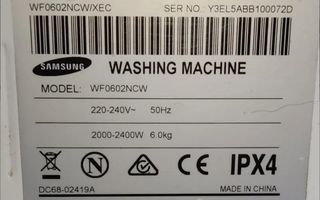 WF0602NCW/XEC SER NO.: Y3EL5ABB100072D
SAMSUNG WASHING MACHINE
MODEL: WF0602NCW
220-240V~ 50Hz
2000-2400W 6.0kg
N CE IPX4
DC68-02419A MADE IN CHINA